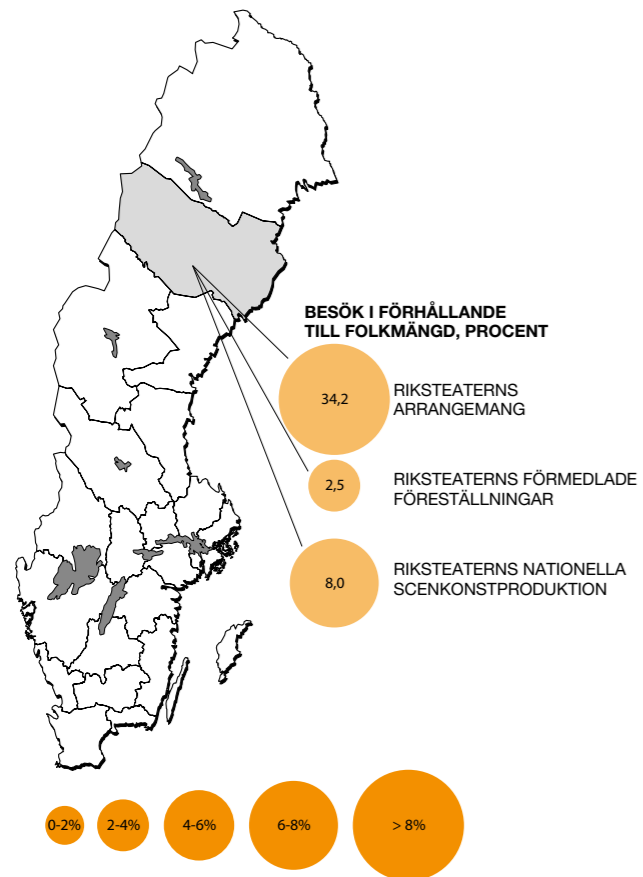 BESÖK I FÖRHÅLLANDE
TILL FOLKMÄNGD, PROCENT
34,2
RIKSTEATERNS
ARRANGEMANG
2,5
RIKSTEATERNS FÖRMEDLADE
FÖRESTÄLLNINGAR
8,0
RIKSTEATERNS NATIONELLA
SCENKONSTPRODUKTION
0-2%
2-4%
4-6%
6-8%
> 8%